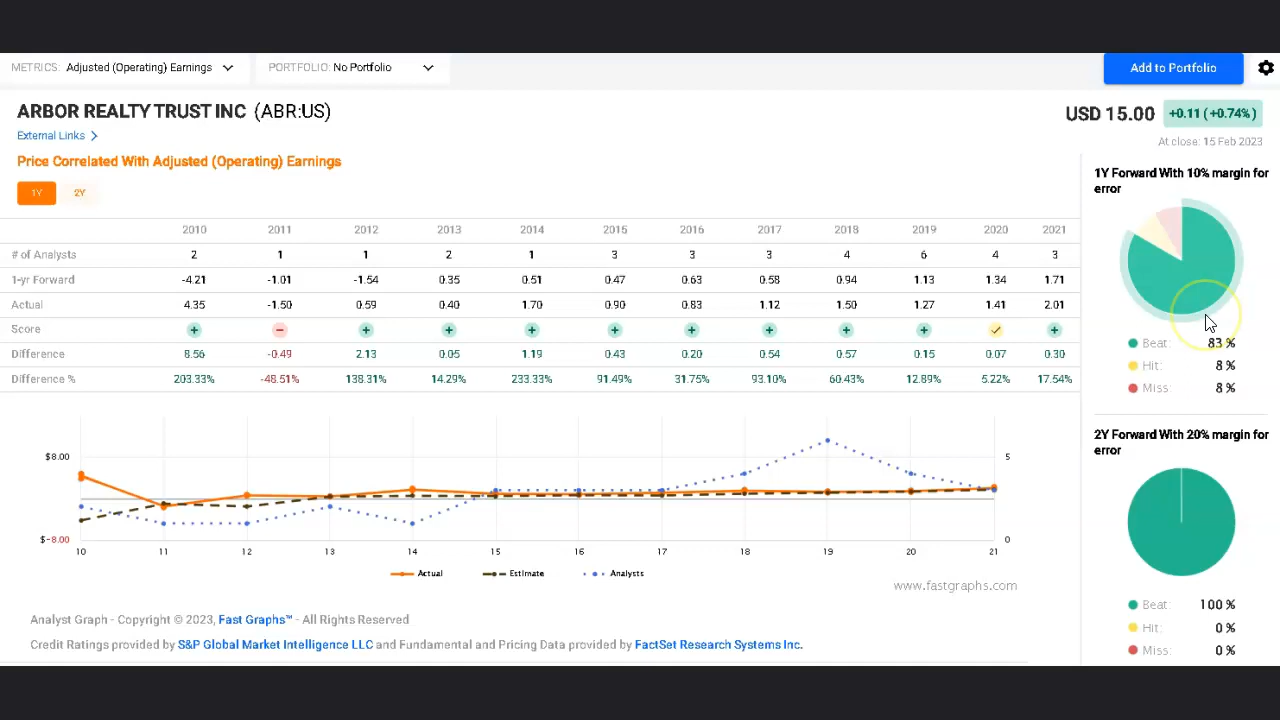 METRICS: Adjusted (Operating) Earnings PORTFOLIO: No Portfolio Add to Portfolio
ARBOR REALTY TRUST INC (ABR:US) USD 15.00 +0.11 (+0.74%)
External Links At close: 15 Feb 2023
Price Correlated With Adjusted (Operating) Earnings
1Y 2Y
2010 2011 2012 2013 2014 2015 2016 2017 2018 2019 2020 2021
# of Analysts 2 1 1 2 1 3 3 3 4 6 4 3
1-yr Forward -4.21 -1.01 -1.54 0.35 0.51 0.47 0.63 0.58 0.94 1.13 1.34 1.71
Actual 4.35 -1.50 0.59 0.40 1.70 0.90 0.83 1.12 1.50 1.27 1.41 2.01
Score + − + + + + + + + + ✓ +
Difference 8.56 -0.49 2.13 0.05 1.19 0.43 0.20 0.54 0.57 0.15 0.07 0.30
Difference % 203.33% -48.51% 138.31% 14.29% 233.33% 91.49% 31.75% 93.10% 60.43% 12.89% 5.22% 17.54%
$8.00 5
$-8.00 0
10 11 12 13 14 15 16 17 18 19 20 21
Actual Estimate Analysts
www.fastgraphs.com
Analyst Graph - Copyright © 2023, Fast Graphs™ - All Rights Reserved
Credit Ratings provided by S&P Global Market Intelligence LLC and Fundamental and Pricing Data provided by FactSet Research Systems Inc.
1Y Forward With 10% margin for
error
Beat: 83 %
Hit: 8 %
Miss: 8 %
2Y Forward With 20% margin for
error
Beat: 100 %
Hit: 0 %
Miss: 0 %